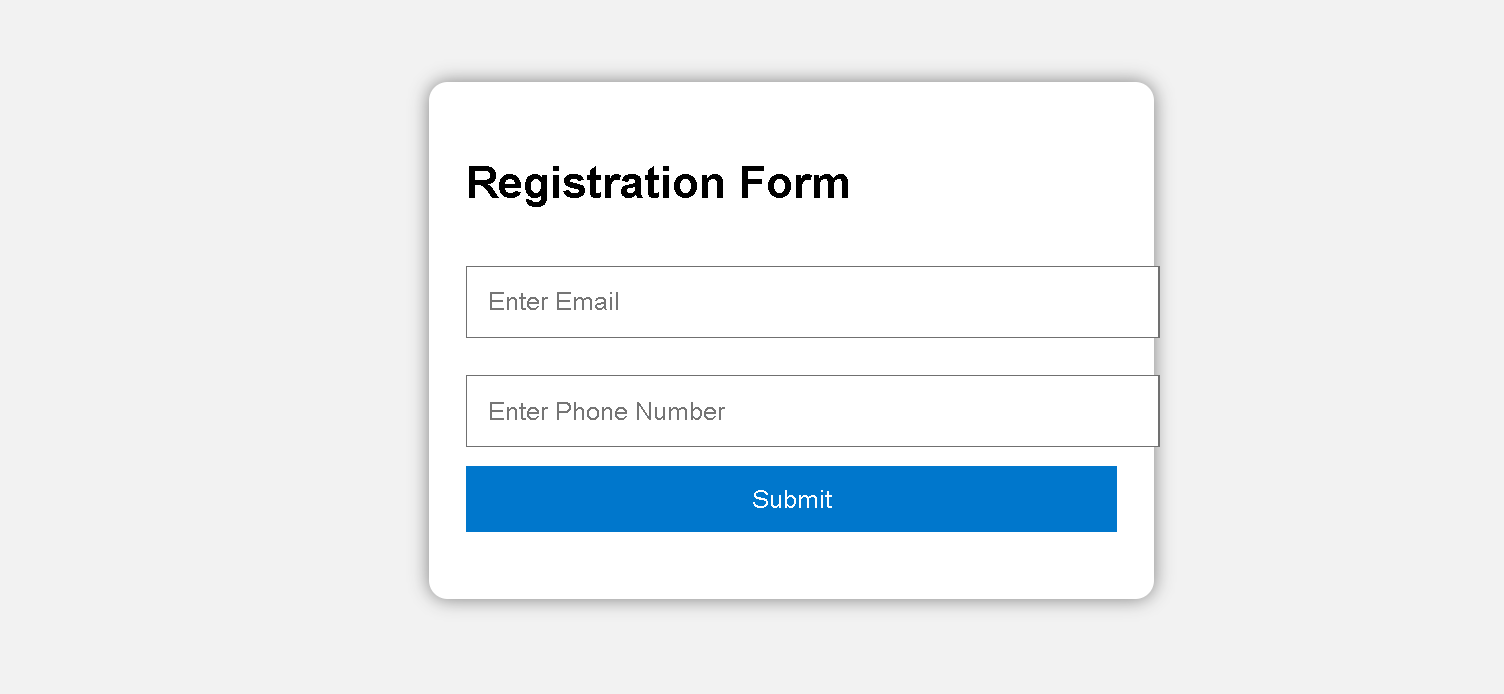 Registration Form
Enter Email
Enter Phone Number
Submit